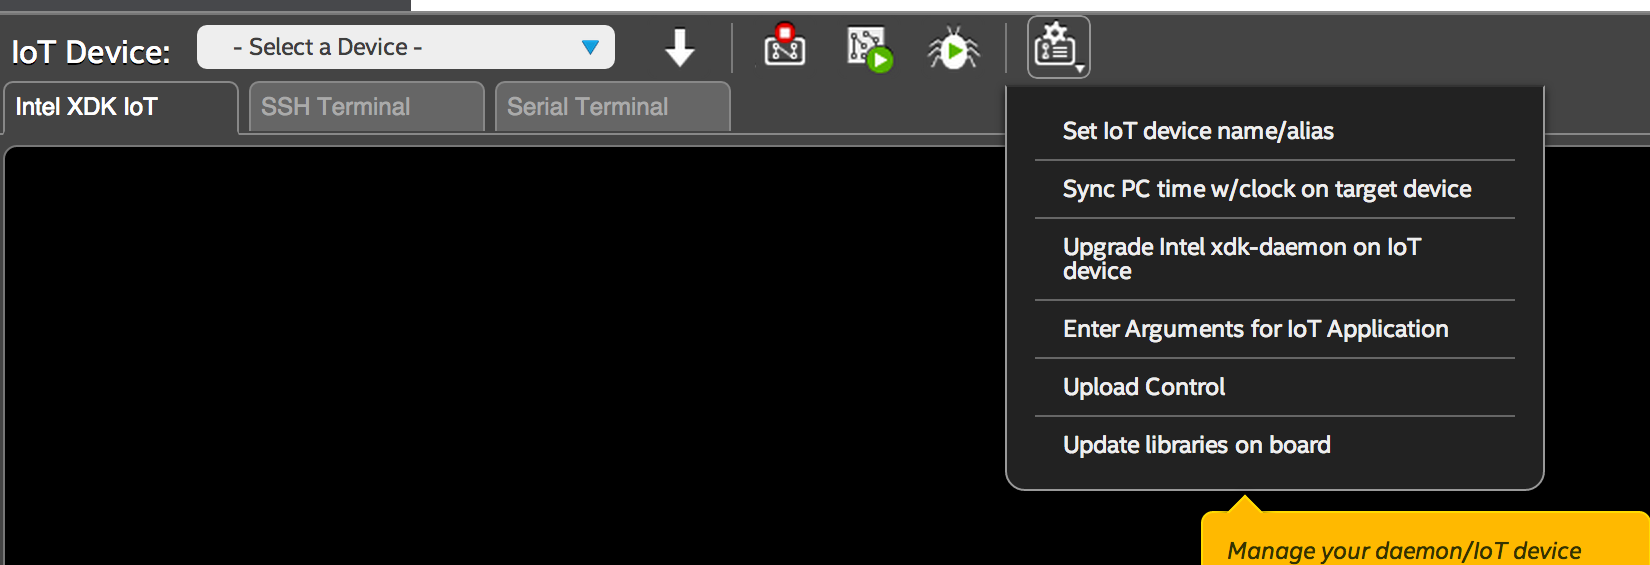 IoT Device:
- Select a Device -
Intel XDK IoT
SSH Terminal
Serial Terminal
Set IoT device name/alias
Sync PC time w/clock on target device
Upgrade Intel xdk-daemon on IoT
device
Enter Arguments for IoT Application
Upload Control
Update libraries on board
Manage your daemon/IoT device